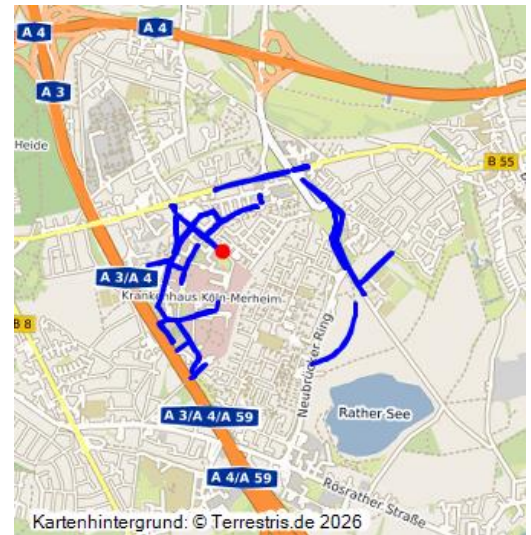 A 4
A 4
A 3
Heide
B 55
A 3/A 4
Krankenhaus Köln-Merheim
B 8
Neubrücker Ring
Rather See
A 3/A 4/A 59
A 4/A 59
Rösrather Straße
Kartenhintergrund: © Terrestris.de 2026